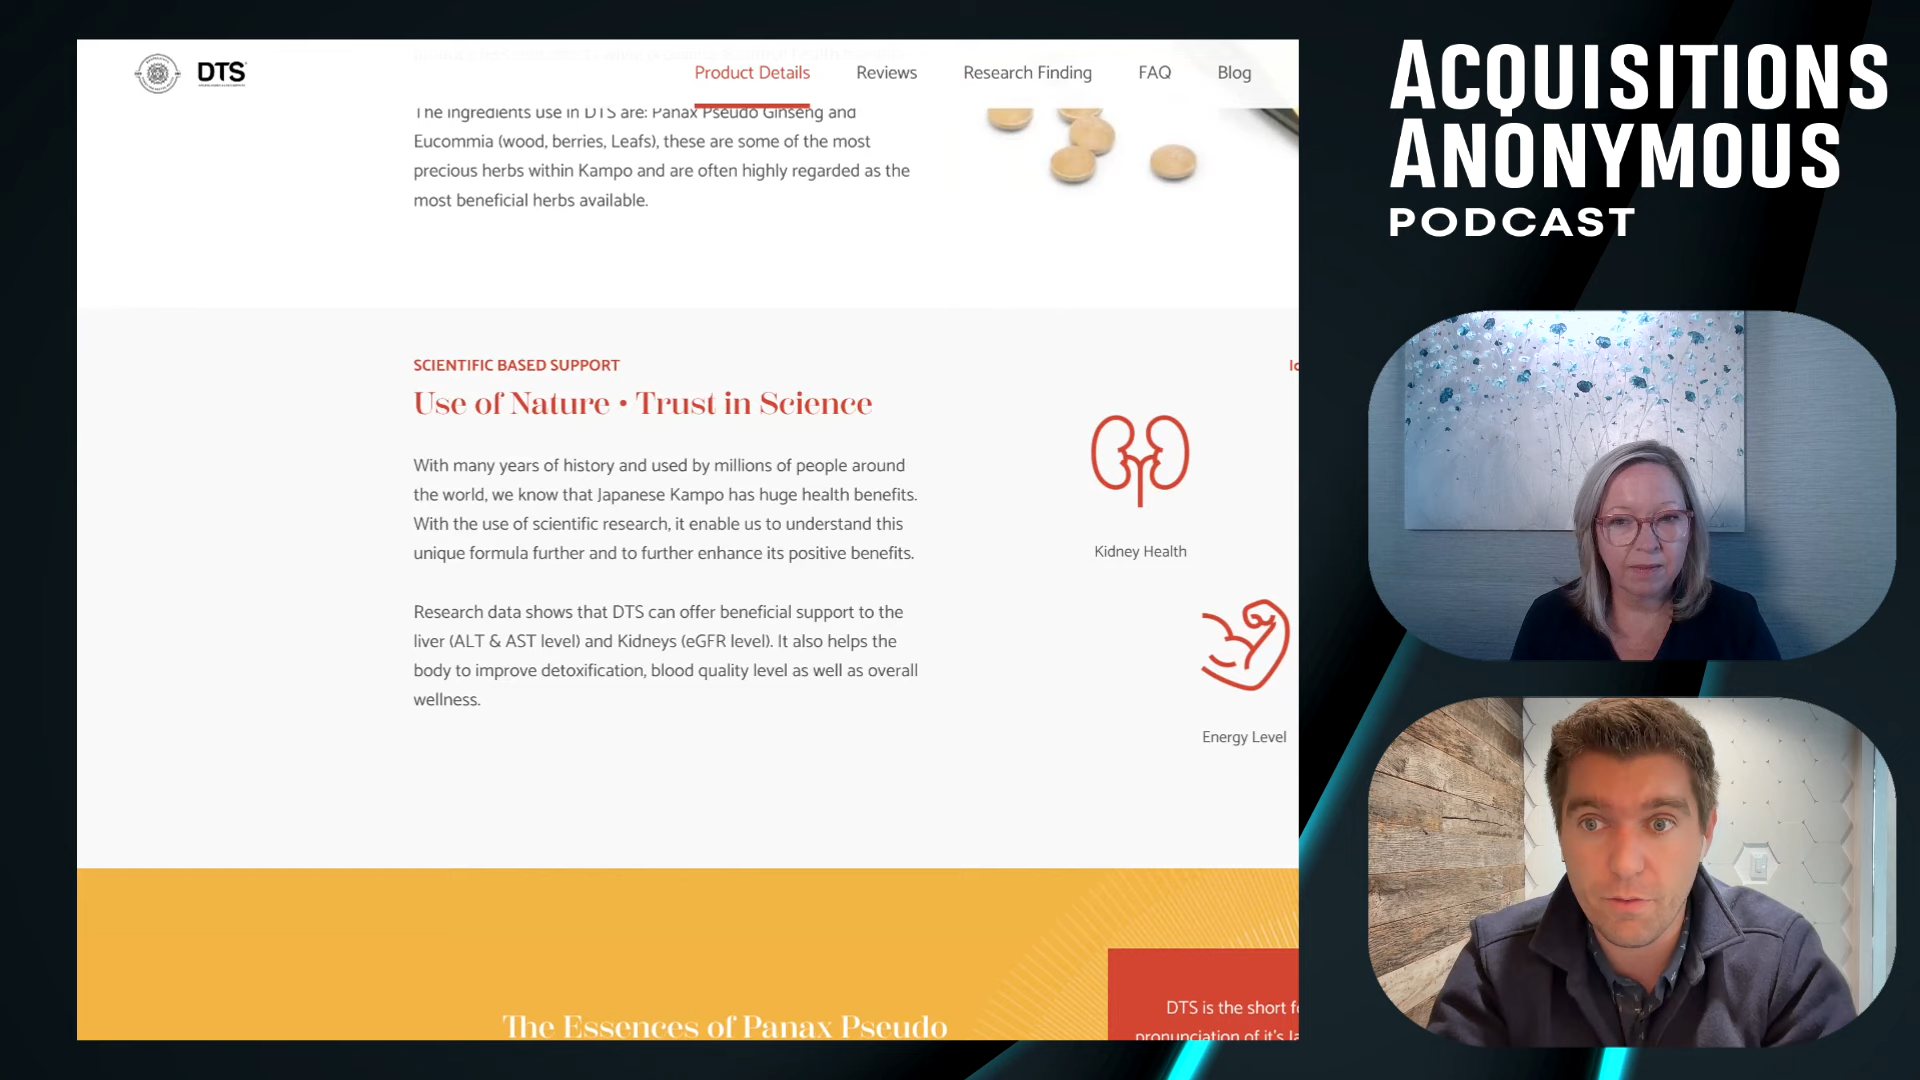 DTS
Product Details
Reviews
Research Finding
FAQ
Blog
The ingredients use in DTS are: Panax Pseudo Ginseng and
Eucommia (wood, berries, Leafs), these are some of the most
precious herbs within Kampo and are often highly regarded as the
most beneficial herbs available.
SCIENTIFIC BASED SUPPORT
Use of Nature • Trust in Science
With many years of history and used by millions of people around
the world, we know that Japanese Kampo has huge health benefits.
With the use of scientific research, it enable us to understand this
unique formula further and to further enhance its positive benefits.
Research data shows that DTS can offer beneficial support to the
liver (ALT & AST level) and Kidneys (eGFR level). It also helps the
body to improve detoxification, blood quality level as well as overall
wellness.
Kidney Health
Energy Level
The Essences of Panax Pseudo
DTS is the short f
pronunciation of it's la
ACQUISITIONS
ANONYMOUS
PODCAST